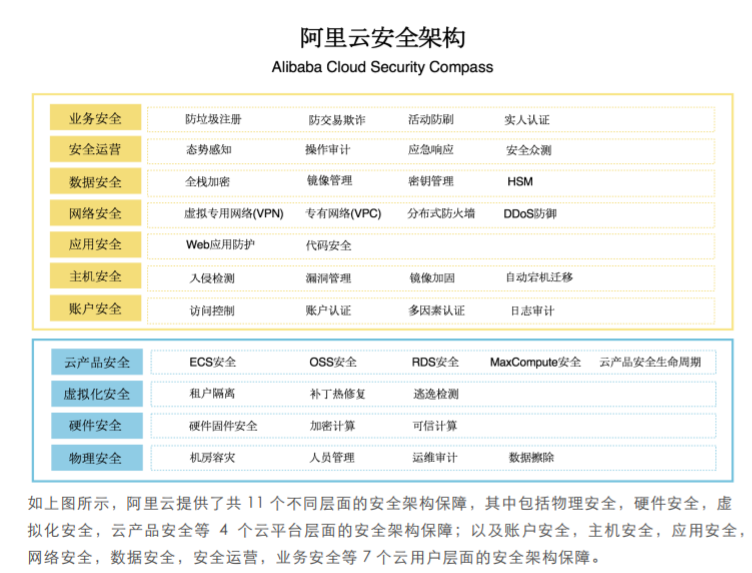 阿里云安全架构
Alibaba Cloud Security Compass
业务安全 防垃圾注册 防交易欺诈 活动防刷 实人认证
安全运营 态势感知 操作审计 应急响应 安全众测
数据安全 全栈加密 镜像管理 密钥管理 HSM
网络安全 虚拟专用网络(VPN) 专有网络(VPC) 分布式防火墙 DDoS防御
应用安全 Web应用防护 代码安全
主机安全 入侵检测 漏洞管理 镜像加固 自动宕机迁移
账户安全 访问控制 账户认证 多因素认证 日志审计
云产品安全 ECS安全 OSS安全 RDS安全 MaxCompute安全 云产品安全生命周期
虚拟化安全 租户隔离 补丁热修复 逃逸检测
硬件安全 硬件固件安全 加密计算 可信计算
物理安全 机房容灾 人员管理 运维审计 数据擦除
如上图所示，阿里云提供了共 11 个不同层面的安全架构保障，其中包括物理安全，硬件安全，虚
拟化安全，云产品安全等 4 个云平台层面的安全架构保障；以及账户安全，主机安全，应用安全，
网络安全，数据安全，安全运营，业务安全等 7 个云用户层面的安全架构保障。